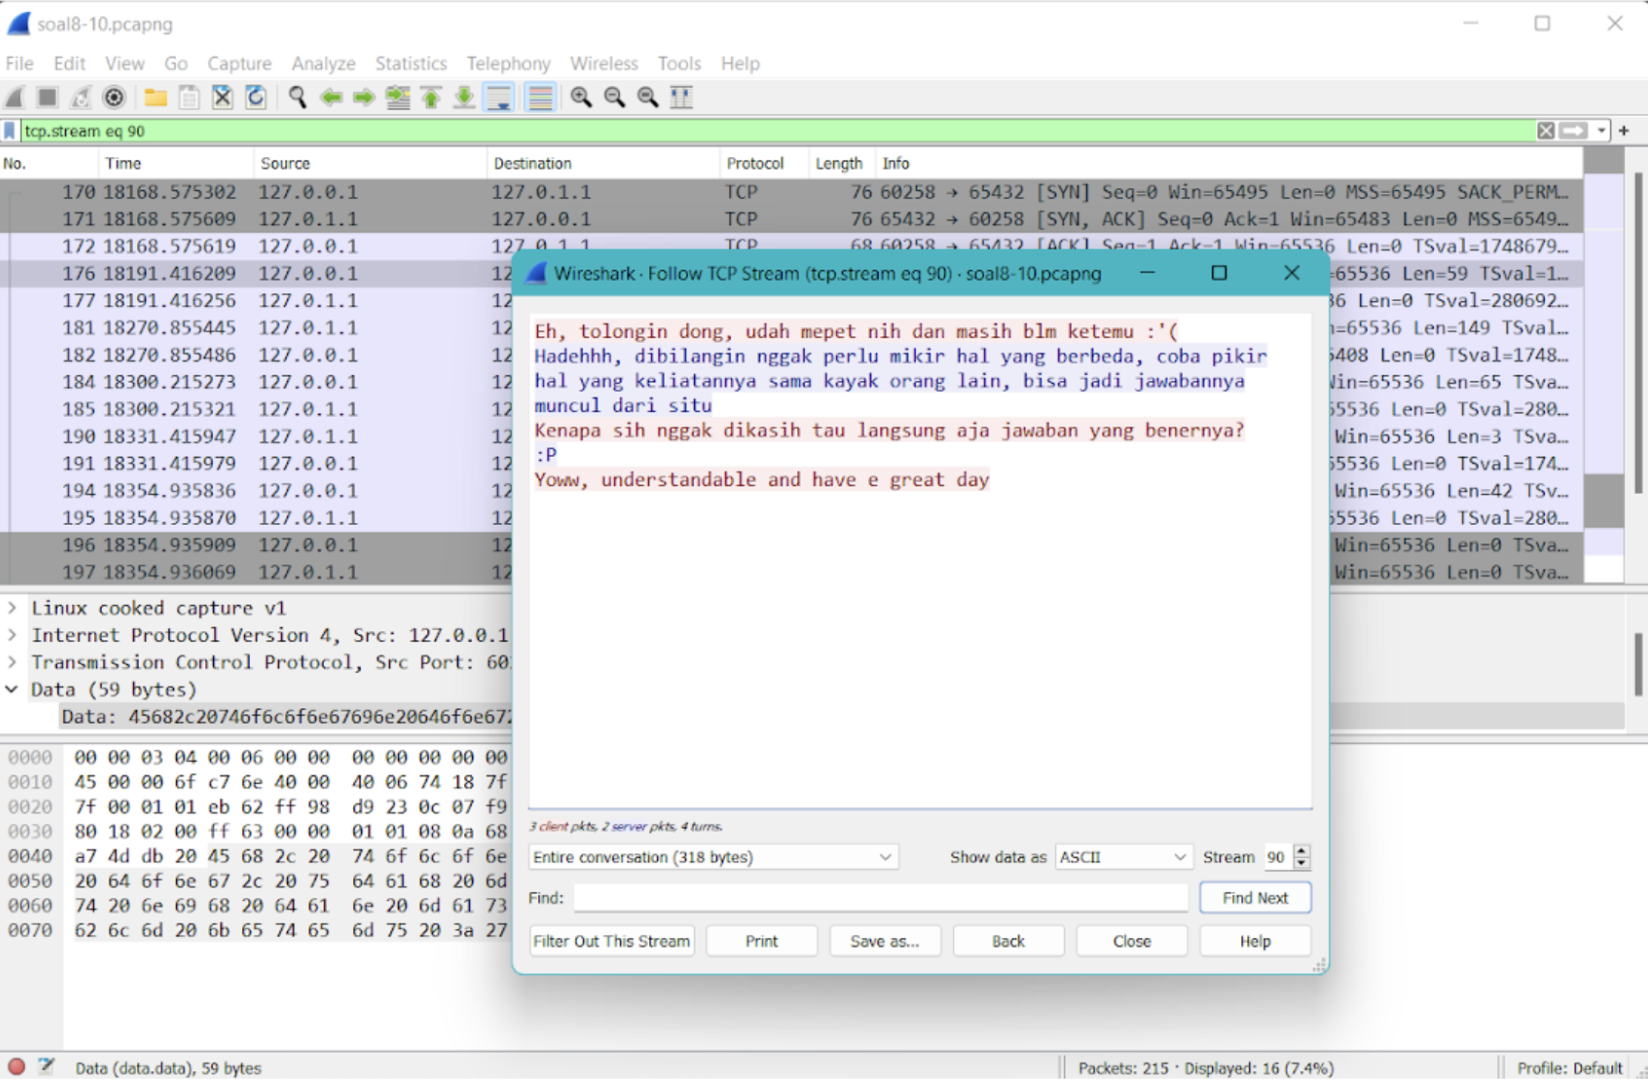 soal8-10.pcapng
File Edit View Go Capture Analyze Statistics Telephony Wireless Tools Help
tcp.stream eq 90
No. Time Source Destination Protocol Length Info
170 18168.575302 127.0.0.1 127.0.1.1 TCP 76 60258 → 65432 [SYN] Seq=0 Win=65495 Len=0 MSS=65495 SACK_PERM…
171 18168.575609 127.0.1.1 127.0.0.1 TCP 76 65432 → 60258 [SYN, ACK] Seq=0 Ack=1 Win=65483 Len=0 MSS=6549…
172 18168.575619 127.0.0.1 127.0.1.1 TCP 68 60258 → 65432 [ACK] Seq=1 Ack=1 Win=65536 Len=0 TSval=1748679…
176 18191.416209 127.0.0.1 12 =65536 Len=59 TSval=1…
177 18191.416256 127.0.1.1 12 36 Len=0 TSval=280692…
181 18270.855445 127.0.1.1 12 =65536 Len=149 TSval=…
182 18270.855486 127.0.0.1 12 5408 Len=0 TSval=1748…
184 18300.215273 127.0.0.1 12 Win=65536 Len=65 TSva…
185 18300.215321 127.0.1.1 12 55536 Len=0 TSval=280…
190 18331.415947 127.0.1.1 12 Win=65536 Len=3 TSva…
191 18331.415979 127.0.0.1 12 55536 Len=0 TSval=174…
194 18354.935836 127.0.0.1 12 Win=65536 Len=42 TSv…
195 18354.935870 127.0.1.1 12 55536 Len=0 TSval=280…
196 18354.935909 127.0.0.1 12 Win=65536 Len=0 TSva…
197 18354.936069 127.0.1.1 12 Win=65536 Len=0 TSva…
Wireshark · Follow TCP Stream (tcp.stream eq 90) · soal8-10.pcapng
Eh, tolongin dong, udah mepet nih dan masih blm ketemu :'(
Hadehhh, dibilangin nggak perlu mikir hal yang berbeda, coba pikir
hal yang keliatannya sama kayak orang lain, bisa jadi jawabannya
muncul dari situ
Kenapa sih nggak dikasih tau langsung aja jawaban yang benernya?
:P
Yoww, understandable and have e great day
3 client pkts, 2 server pkts, 4 turns.
Entire conversation (318 bytes) Show data as ASCII Stream 90
Find: Find Next
Filter Out This Stream Print Save as... Back Close Help
Linux cooked capture v1
Internet Protocol Version 4, Src: 127.0.0.1
Transmission Control Protocol, Src Port: 60
Data (59 bytes)
Data: 45682c20746f6c6f6e67696e20646f6e672
0000 00 00 03 04 00 06 00 00 00 00 00 00 00
0010 45 00 00 6f c7 6e 40 00 40 06 74 18 7f
0020 7f 00 01 01 eb 62 ff 98 d9 23 0c 07 f9
0030 80 18 02 00 ff 63 00 00 01 01 08 0a 68
0040 a7 4d db 20 45 68 2c 20 74 6f 6c 6f 6e
0050 20 64 6f 6e 67 2c 20 75 64 61 68 20 6d
0060 74 20 6e 69 68 20 64 61 6e 20 6d 61 73
0070 62 6c 6d 20 6b 65 74 65 6d 75 20 3a 27
Data (data.data), 59 bytes Packets: 215 · Displayed: 16 (7.4%) Profile: Default